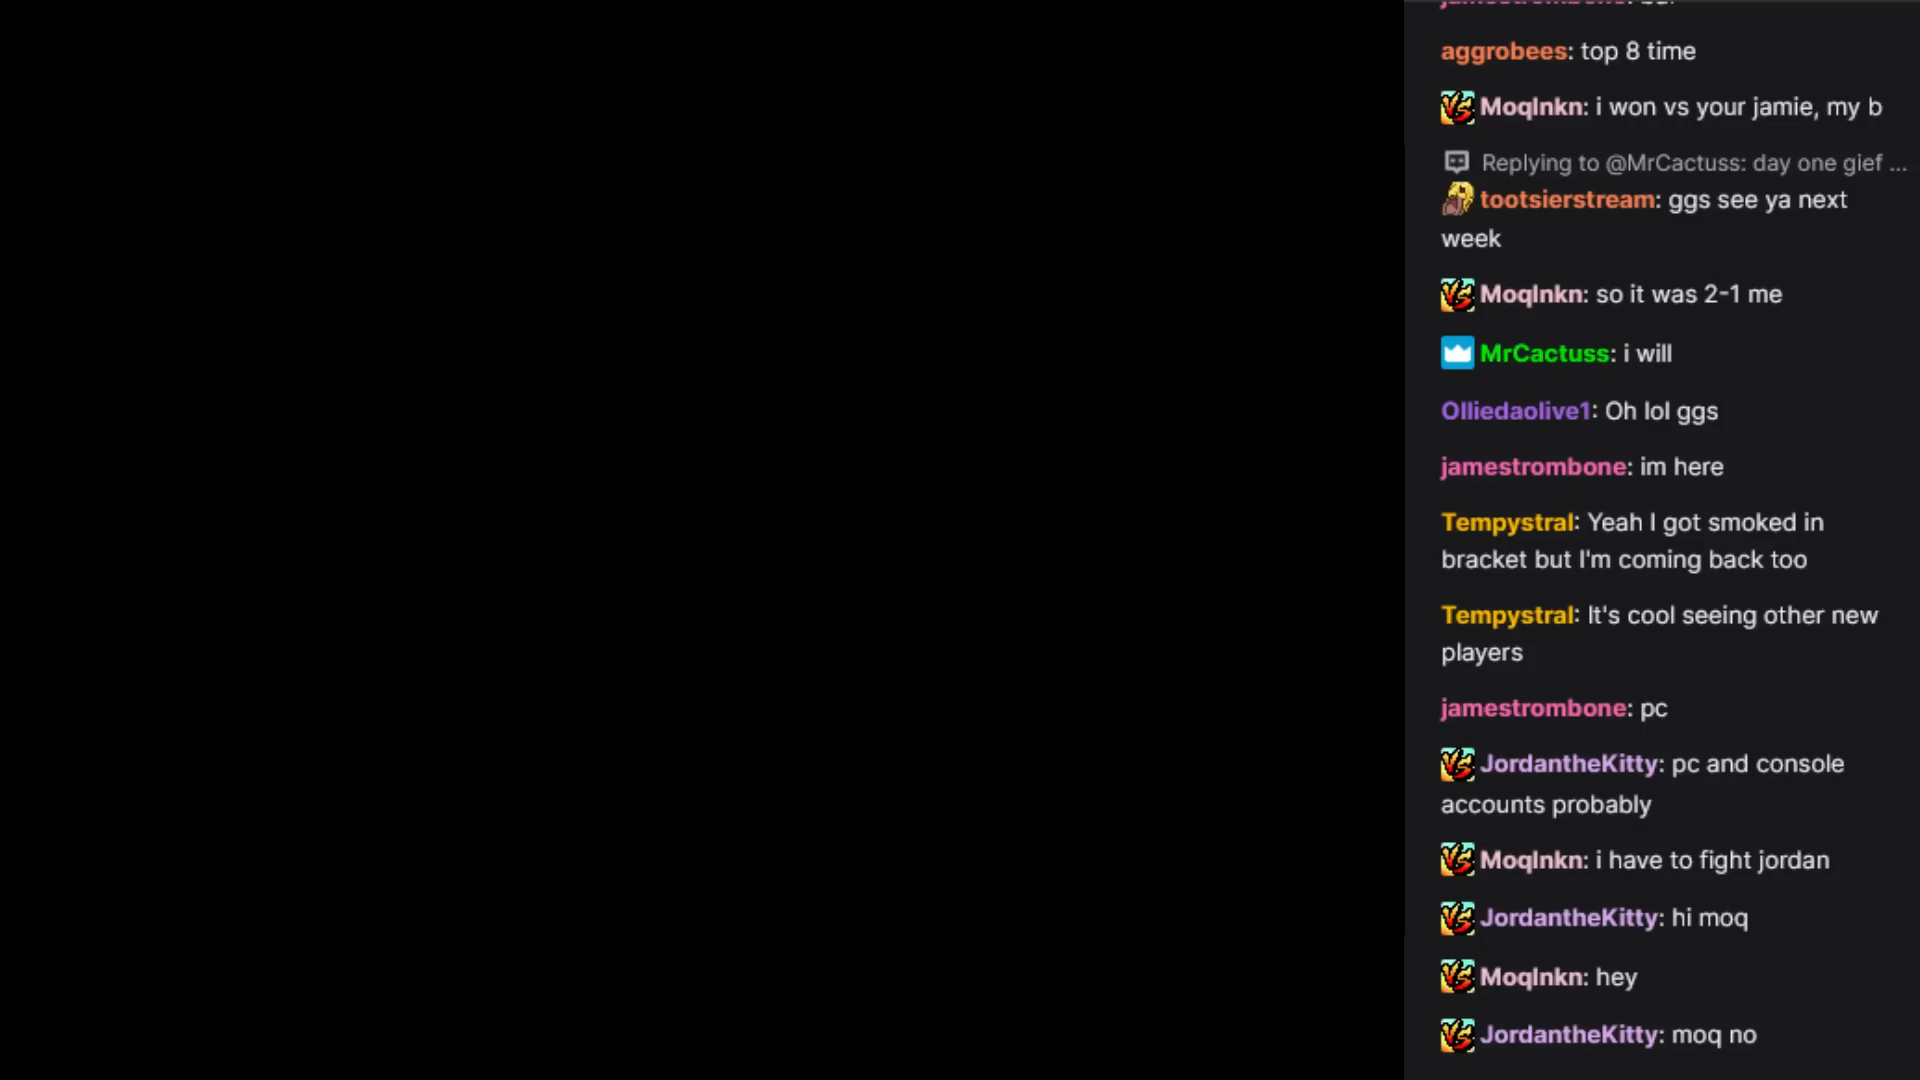 aggrobees: top 8 time
MoqInkn: i won vs your jamie, my b
Replying to @MrCactuss: day one gief ...
tootsierstream: ggs see ya next
week
MoqInkn: so it was 2-1 me
MrCactuss: i will
Olliedaolive1: Oh lol ggs
jamestrombone: im here
Tempystral: Yeah I got smoked in
bracket but I'm coming back too
Tempystral: It's cool seeing other new
players
jamestrombone: pc
JordantheKitty: pc and console
accounts probably
MoqInkn: i have to fight jordan
JordantheKitty: hi moq
MoqInkn: hey
JordantheKitty: moq no